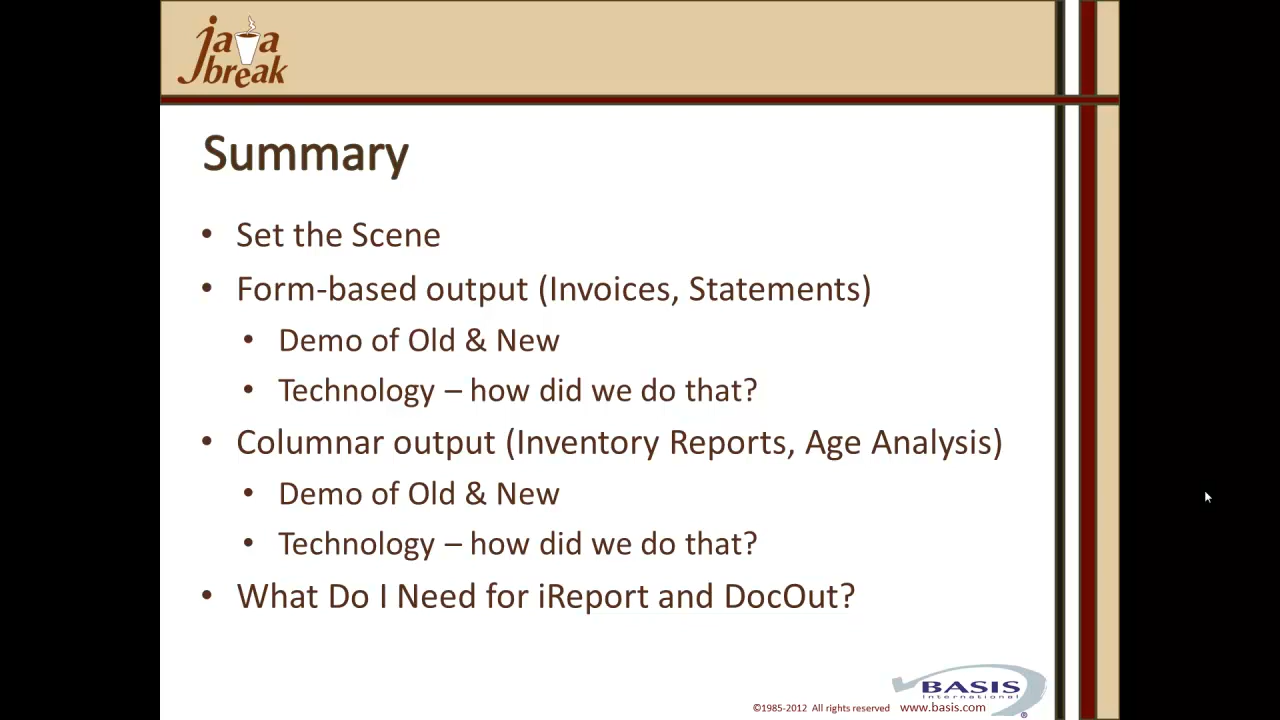 java
break
Summary
• Set the Scene
• Form-based output (Invoices, Statements)
• Demo of Old & New
• Technology – how did we do that?
• Columnar output (Inventory Reports, Age Analysis)
• Demo of Old & New
• Technology – how did we do that?
• What Do I Need for iReport and DocOut?
BASIS
International
®
©1985-2012 All rights reserved www.basis.com